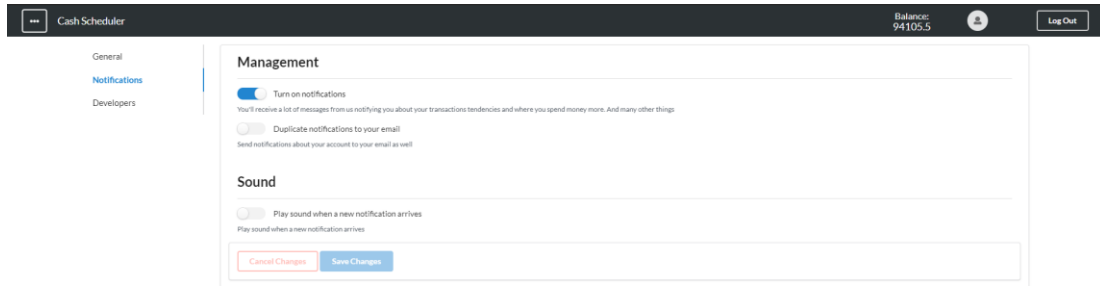 Cash Scheduler
Balance:
94105.5
Log Out
General
Notifications
Developers
Management
Turn on notifications
You'll receive a lot of messages from us notifying you about your transactions tendencies and where you spend money more. And many other things
Duplicate notifications to your email
Send notifications about your account to your email as well
Sound
Play sound when a new notification arrives
Play sound when a new notification arrives
Cancel Changes
Save Changes